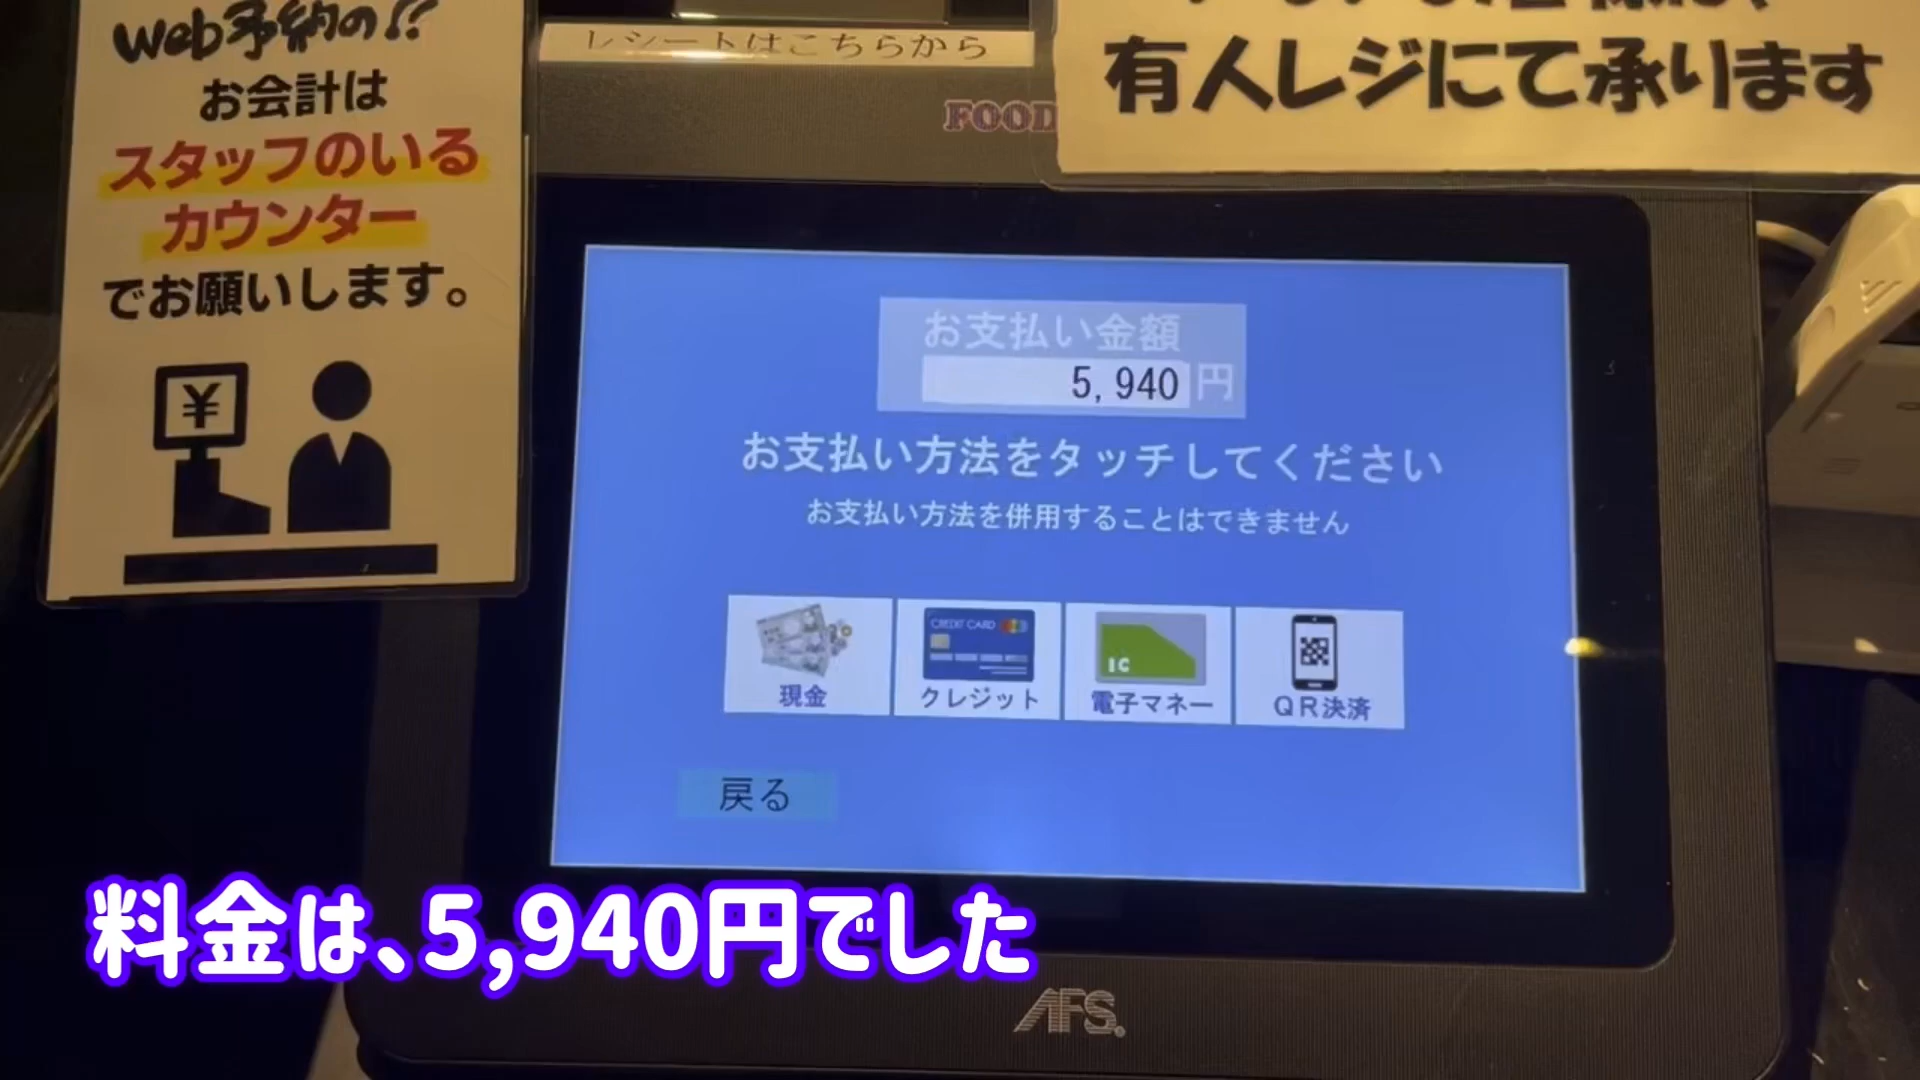 Web予約の!!
お会計は
スタッフのいる
カウンター
でお願いします。
¥
レシートはこちらから
FOOD
有人レジにて承ります
お支払い金額
5,940円
お支払い方法をタッチしてください
お支払い方法を併用することはできません
CREDIT CARD
IC
現金
クレジット
電子マネー
QR決済
戻る
料金は、5,940円でした
AFS